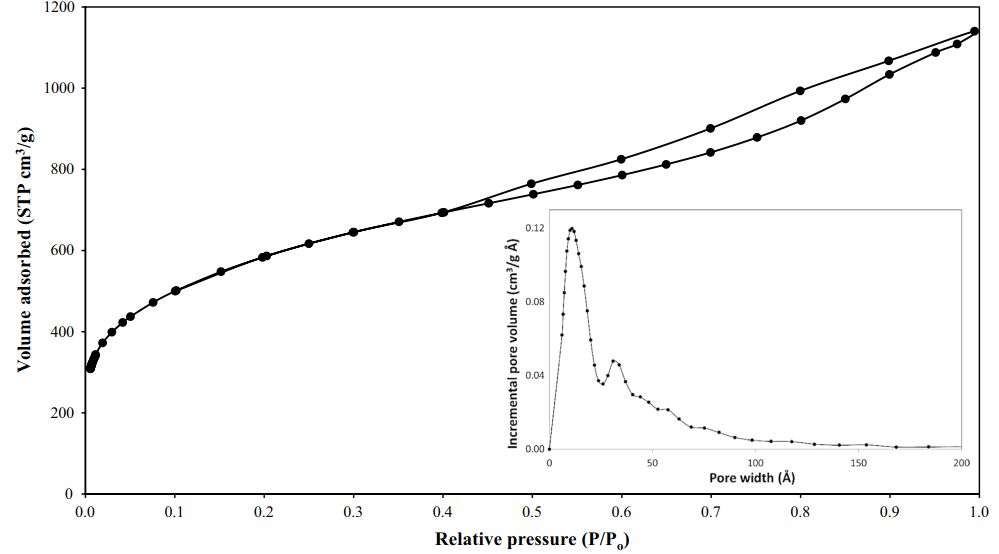 1200
1000
800
600
400
200
0
Volume adsorbed (STP cm³/g)
0.0 0.1 0.2 0.3 0.4 0.5 0.6 0.7 0.8 0.9 1.0
Relative pressure (P/Pₒ)
0.12
0.08
0.04
0.00
Incremental pore volume (cm³/g Å)
0 50 100 150 200
Pore width (Å)